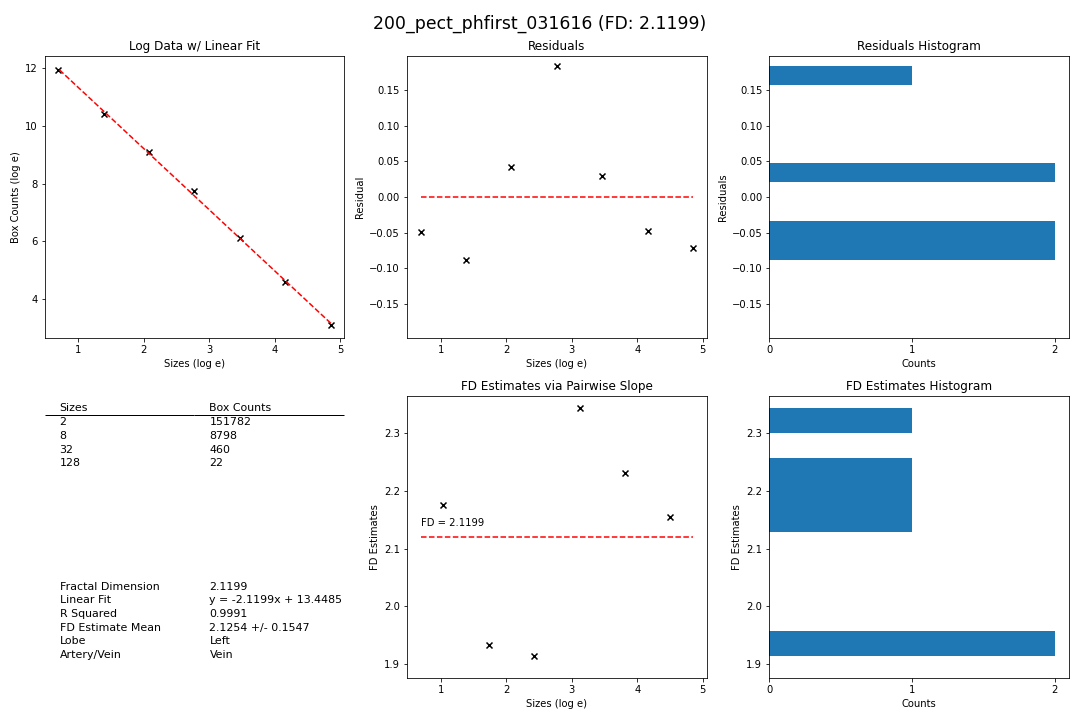 200_pect_phfirst_031616 (FD: 2.1199)
Log Data w/ Linear Fit
Box Counts (log e)
12
10
8
6
4
1 2 3 4 5
Sizes (log e)
Residuals
Residual
0.15
0.10
0.05
0.00
−0.05
−0.10
−0.15
1 2 3 4 5
Sizes (log e)
Residuals Histogram
Residuals
0.15
0.10
0.05
0.00
−0.05
−0.10
−0.15
0 1 2
Counts
Sizes Box Counts
2 151782
8 8798
32 460
128 22
Fractal Dimension 2.1199
Linear Fit y = -2.1199x + 13.4485
R Squared 0.9991
FD Estimate Mean 2.1254 +/- 0.1547
Lobe Left
Artery/Vein Vein
FD Estimates via Pairwise Slope
FD Estimates
2.3
2.2
2.1
2.0
1.9
FD = 2.1199
1 2 3 4 5
Sizes (log e)
FD Estimates Histogram
FD Estimates
2.3
2.2
2.1
2.0
1.9
0 1 2
Counts